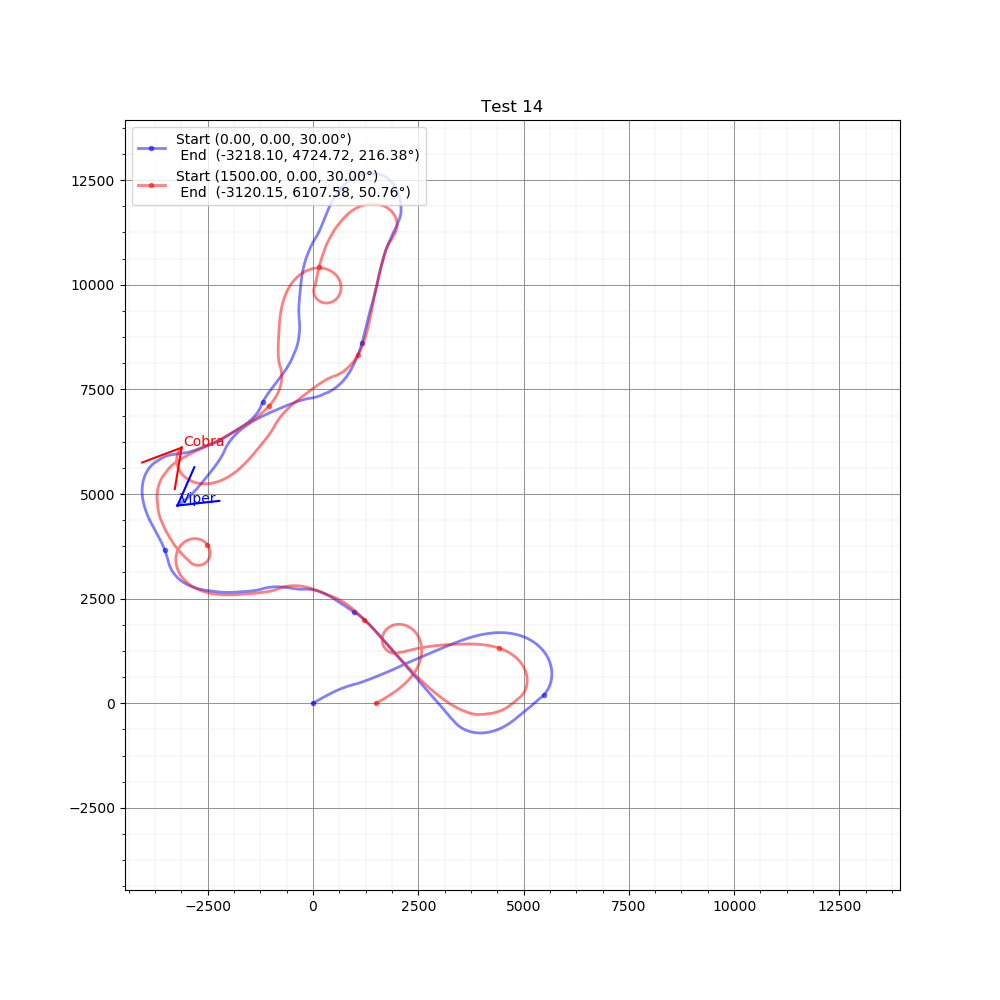 Test 14
Start (0.00, 0.00, 30.00°)
End  (-3218.10, 4724.72, 216.38°)
Start (1500.00, 0.00, 30.00°)
End  (-3120.15, 6107.58, 50.76°)
12500
10000
7500
5000
2500
0
−2500
Cobra
Viper
−2500
0
2500
5000
7500
10000
12500